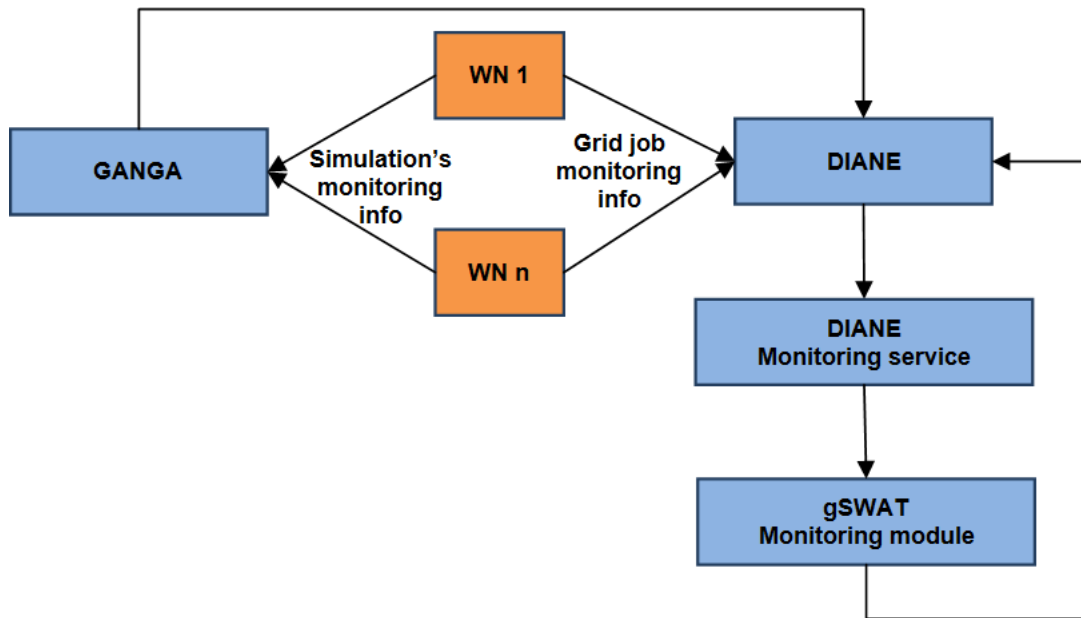 WN 1
GANGA
Simulation's
monitoring
info
Grid job
monitoring
info
DIANE
WN n
DIANE
Monitoring service
gSWAT
Monitoring module